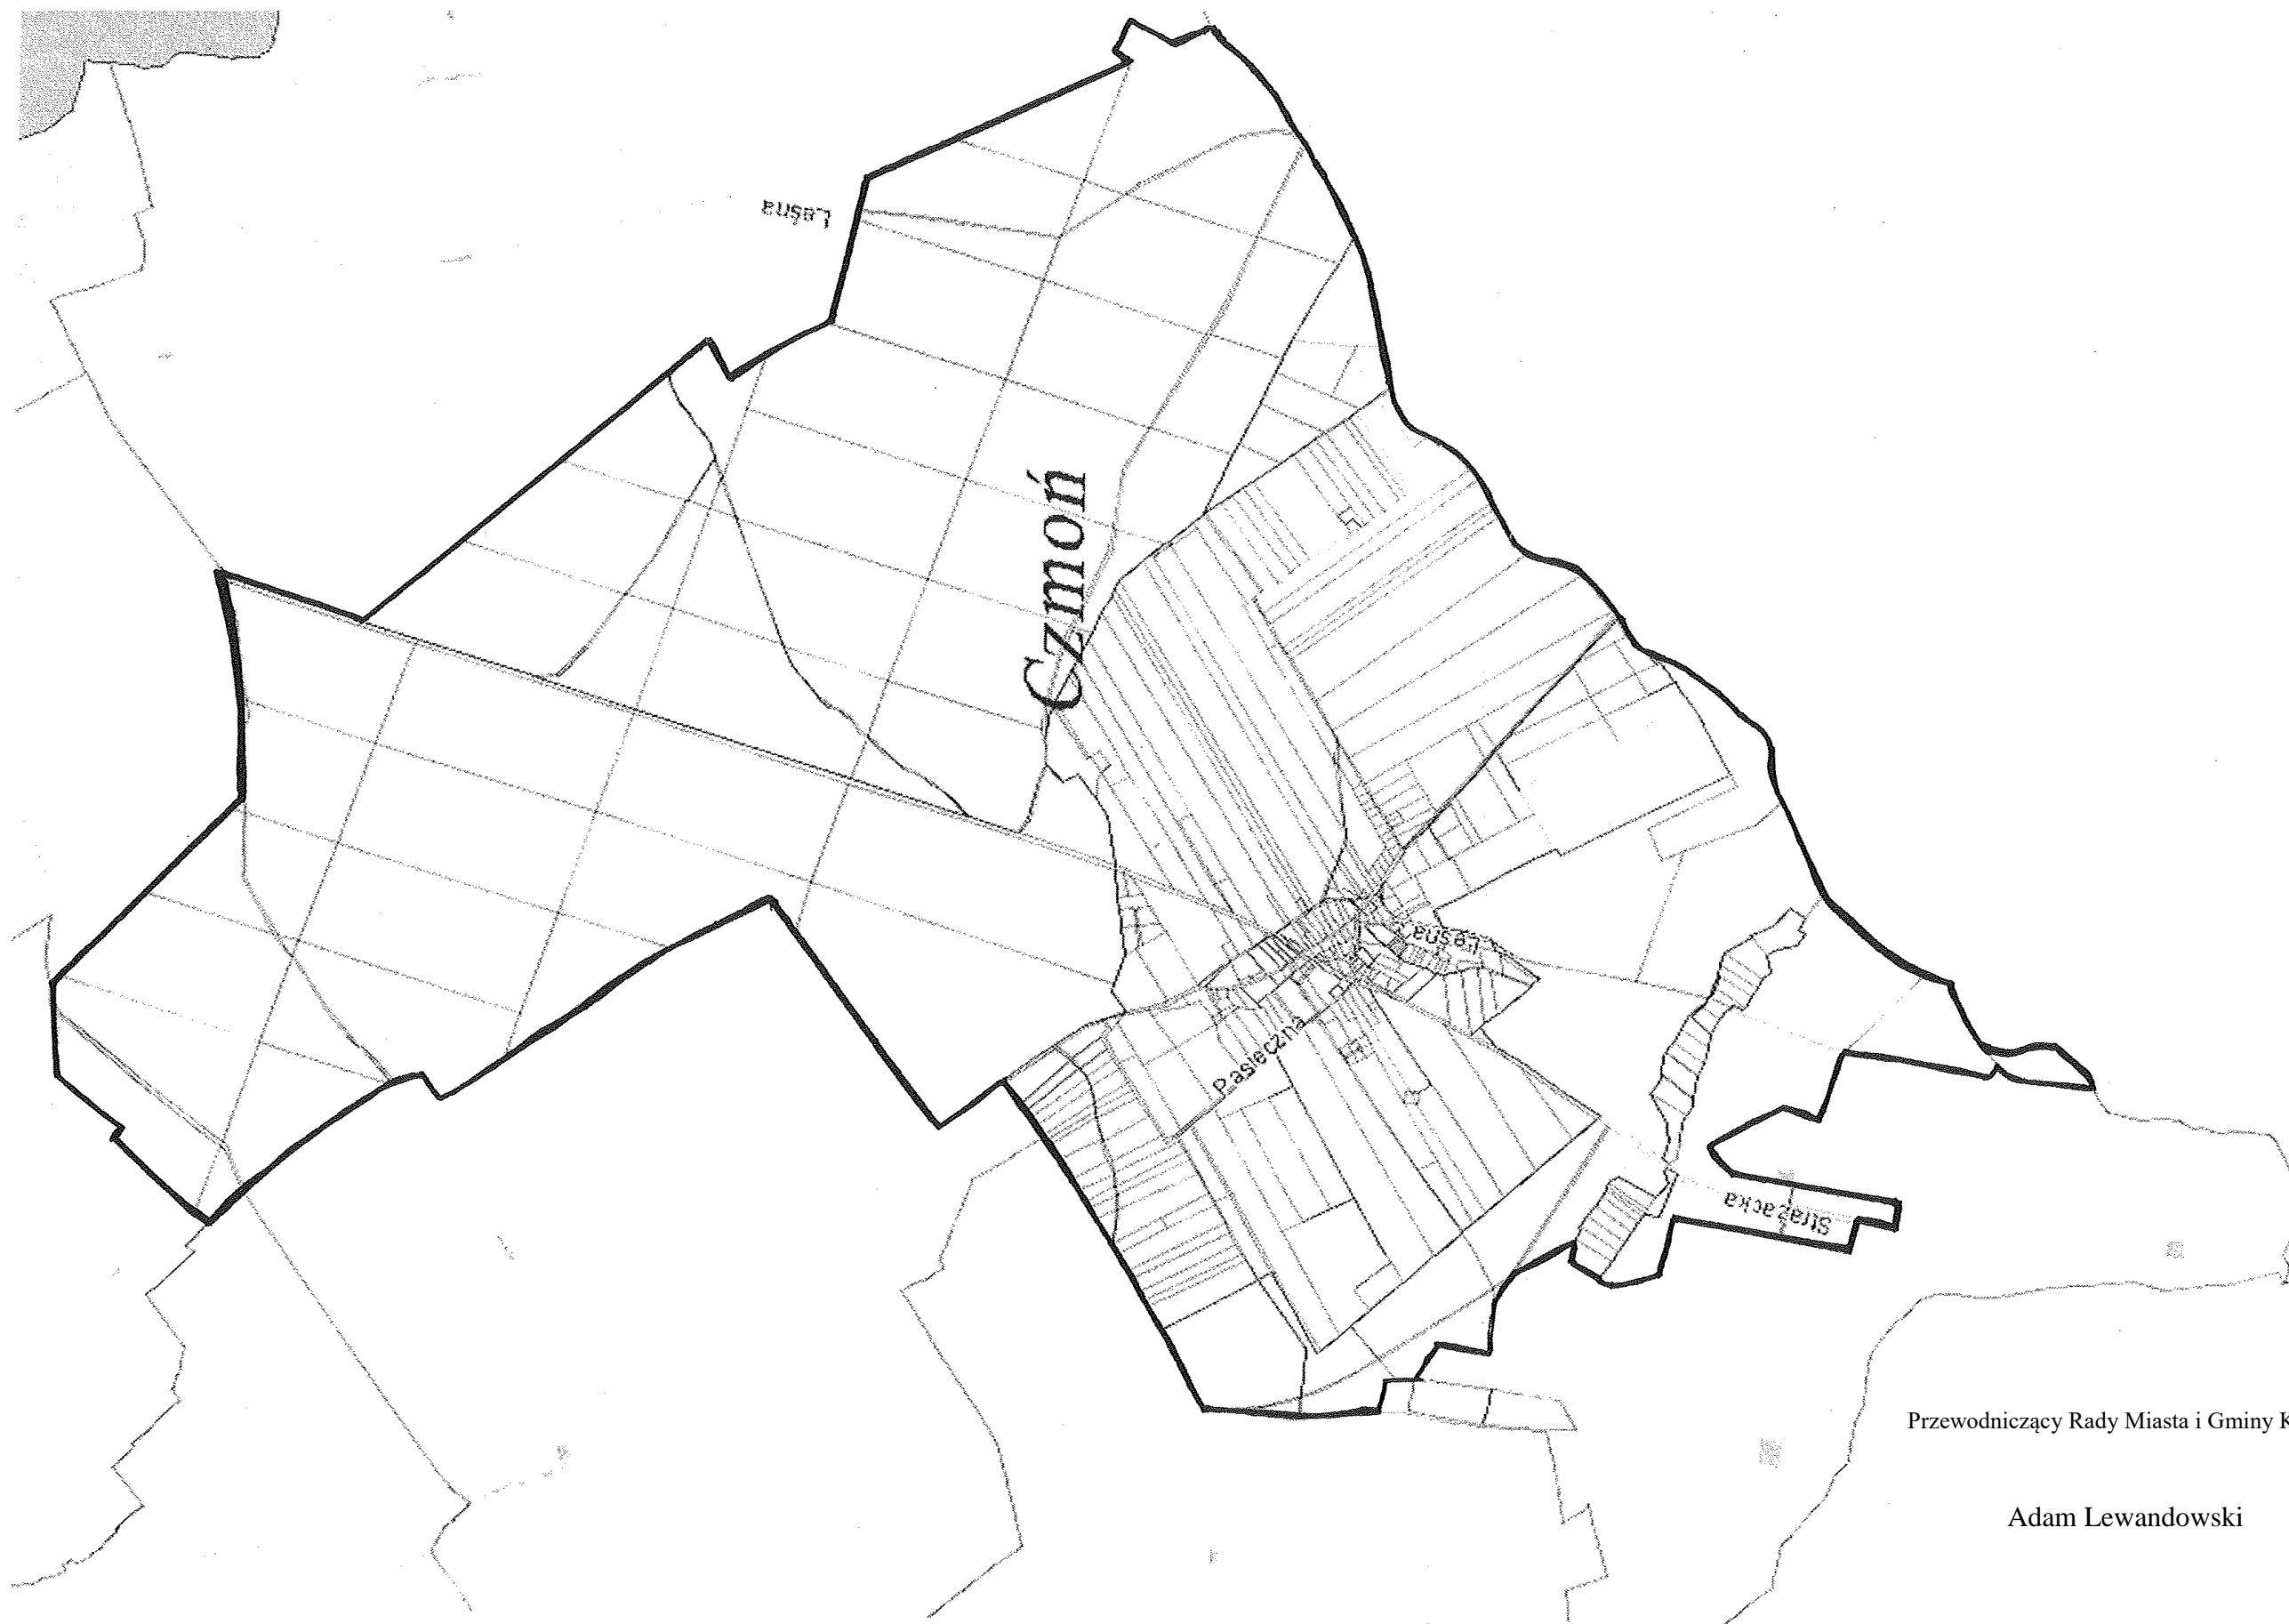 Leśna
Czmoń
Leśna
Pasieczna
Strażacka
Przewodniczący Rady Miasta i Gminy K
Adam Lewandowski